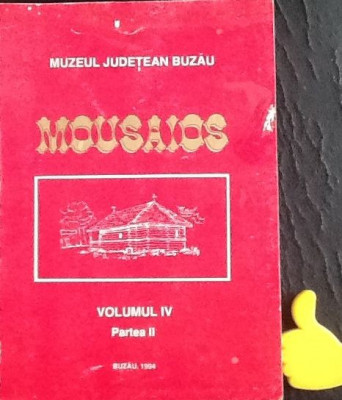 MUZEUL JUDEȚEAN BUZĂU
MOUSAIOS
VOLUMUL IV
Partea II
BUZĂU, 1994